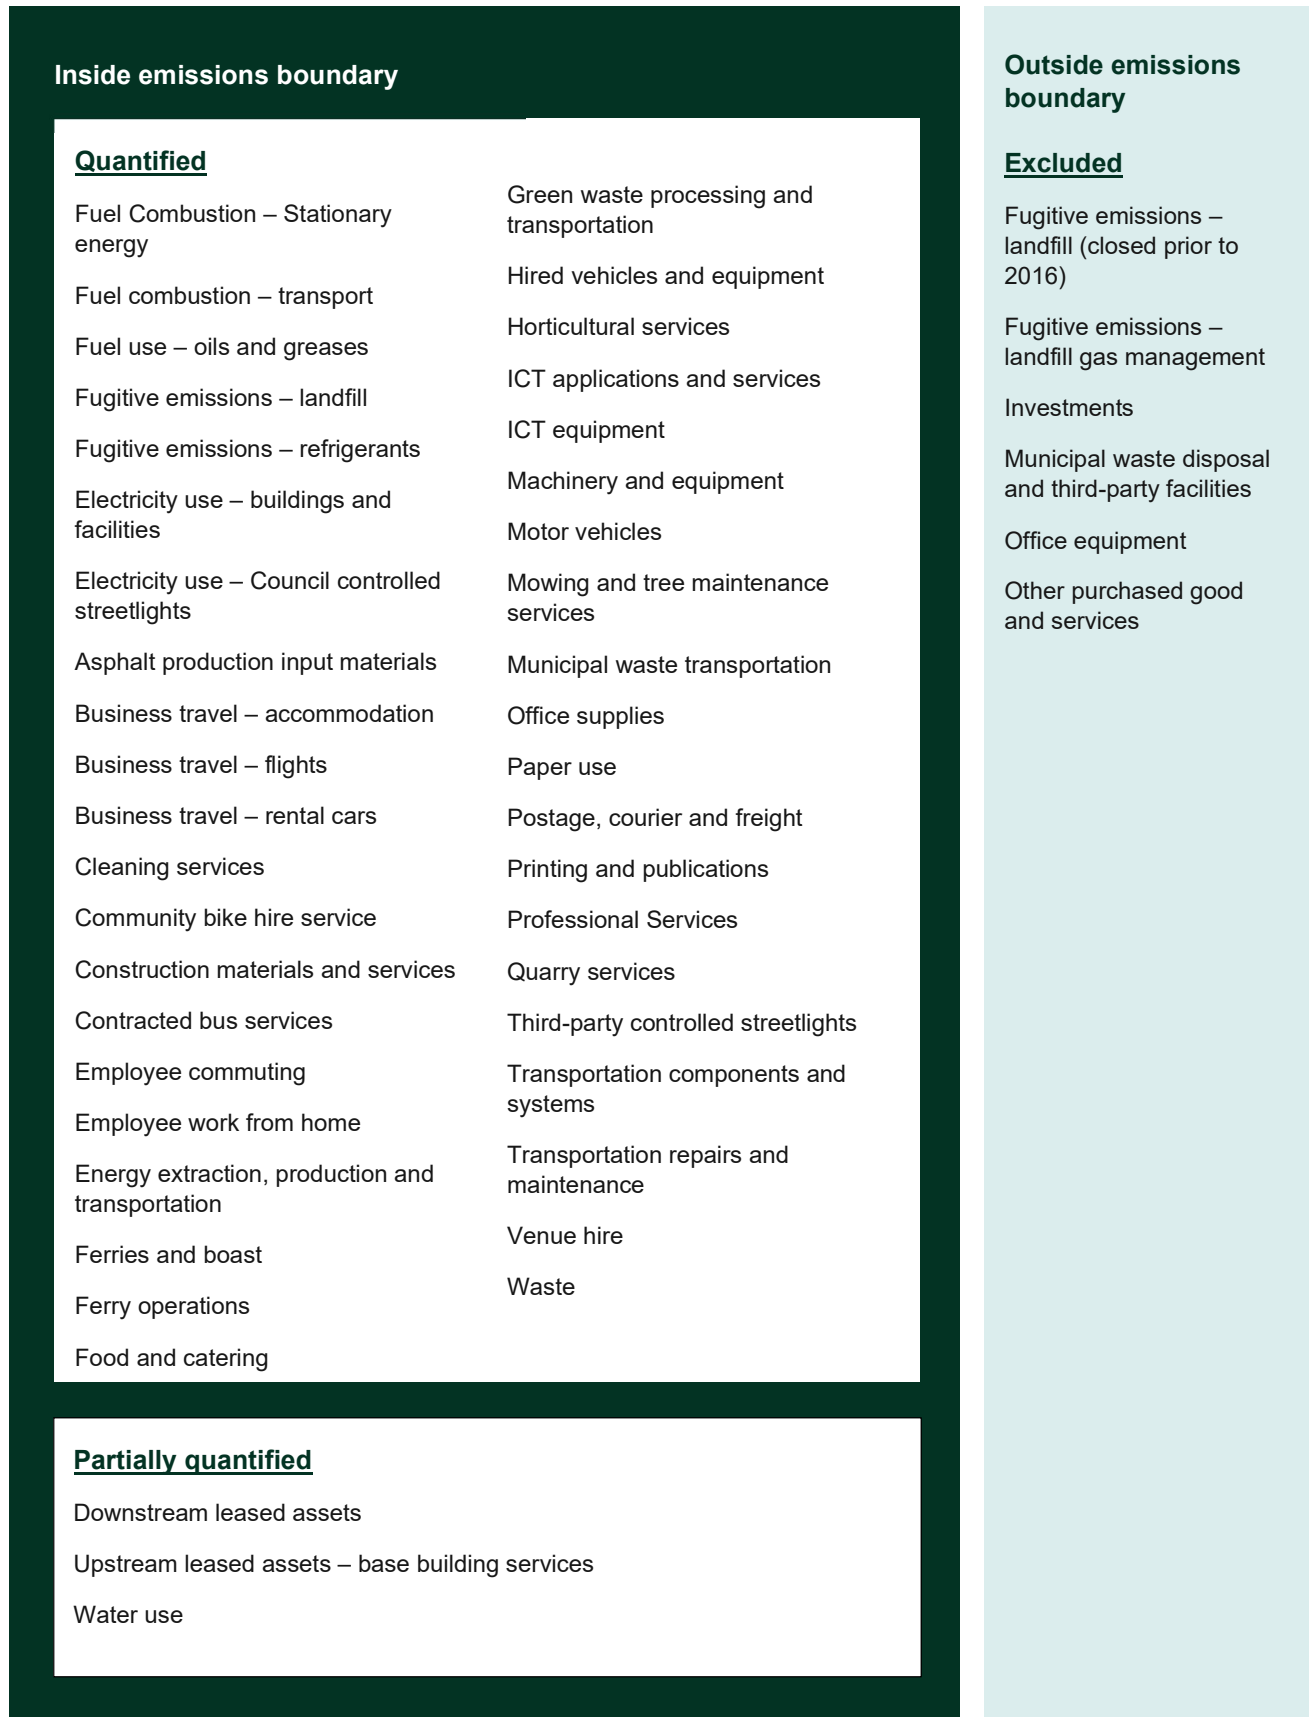 Inside emissions boundary
Quantified
Fuel Combustion – Stationary
energy
Fuel combustion – transport
Fuel use – oils and greases
Fugitive emissions – landfill
Fugitive emissions – refrigerants
Electricity use – buildings and
facilities
Electricity use – Council controlled
streetlights
Asphalt production input materials
Business travel – accommodation
Business travel – flights
Business travel – rental cars
Cleaning services
Community bike hire service
Construction materials and services
Contracted bus services
Employee commuting
Employee work from home
Energy extraction, production and
transportation
Ferries and boast
Ferry operations
Food and catering
Green waste processing and
transportation
Hired vehicles and equipment
Horticultural services
ICT applications and services
ICT equipment
Machinery and equipment
Motor vehicles
Mowing and tree maintenance
services
Municipal waste transportation
Office supplies
Paper use
Postage, courier and freight
Printing and publications
Professional Services
Quarry services
Third-party controlled streetlights
Transportation components and
systems
Transportation repairs and
maintenance
Venue hire
Waste
Partially quantified
Downstream leased assets
Upstream leased assets – base building services
Water use
Outside emissions
boundary
Excluded
Fugitive emissions –
landfill (closed prior to
2016)
Fugitive emissions –
landfill gas management
Investments
Municipal waste disposal
and third-party facilities
Office equipment
Other purchased good
and services